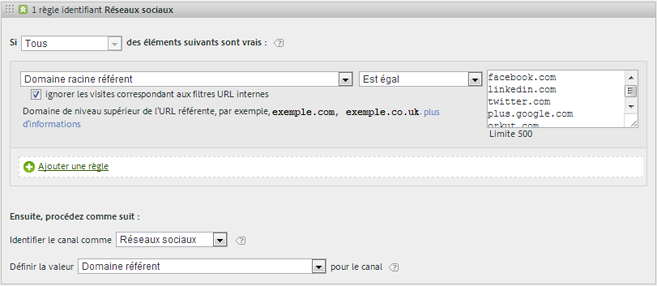 1 règle identifiant Réseaux sociaux
Si Tous des éléments suivants sont vrais :
Domaine racine référent Est égal
facebook.com
linkedin.com
twitter.com
plus.google.com
orkut.com
ignorer les visites correspondant aux filtres URL internes
Domaine de niveau supérieur de l'URL référente, par exemple, exemple.com, exemple.co.uk. plus
d'informations
Limite 500
Ajouter une règle
Ensuite, procédez comme suit :
Identifier le canal comme Réseaux sociaux
Définir la valeur Domaine référent pour le canal